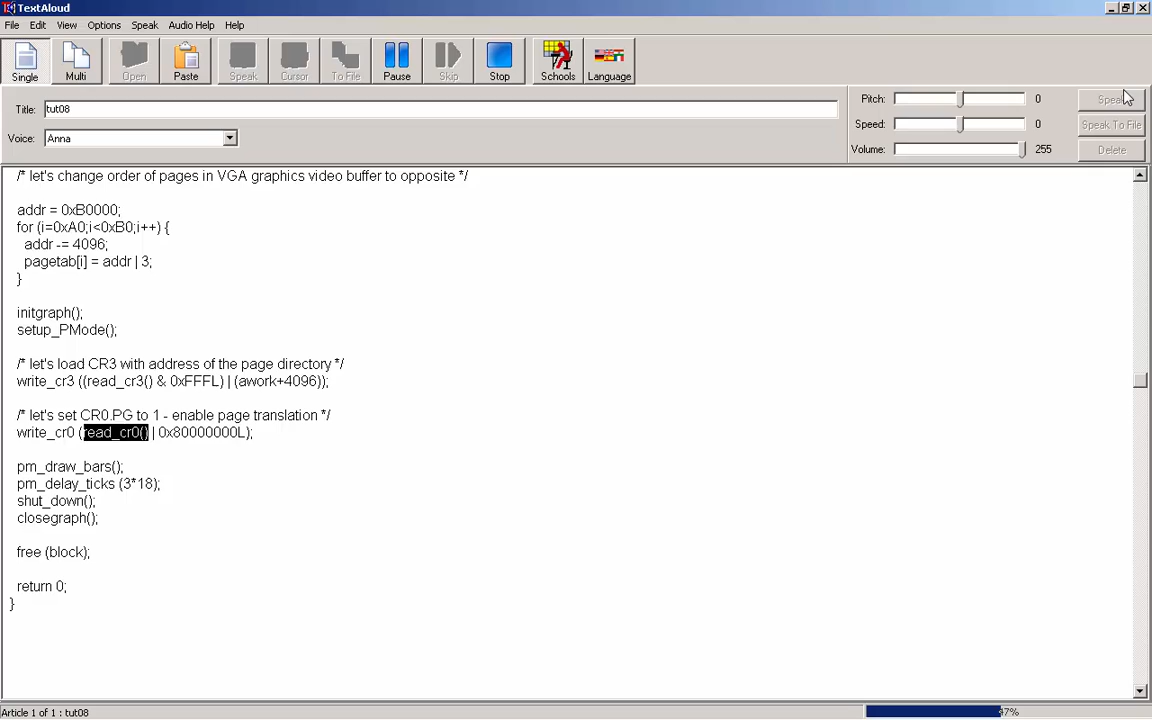 TextAloud
File Edit View Options Speak Audio Help Help
Single Multi Open Paste Speak Cursor To File Pause Skip Stop Schools Language
Title: tut08
Voice: Anna
Pitch: 0
Speed: 0
Volume: 255
Speak
Speak To File
Delete
/* let's change order of pages in VGA graphics video buffer to opposite */
addr = 0xB0000;
for (i=0xA0;i<0xB0;i++) {
addr -= 4096;
pagetab[i] = addr | 3;
}
initgraph();
setup_PMode();
/* let's load CR3 with address of the page directory */
write_cr3 ((read_cr3() & 0xFFFL) | (awork+4096));
/* let's set CR0.PG to 1 - enable page translation */
write_cr0 (read_cr0() | 0x80000000L);
pm_draw_bars();
pm_delay_ticks (3*18);
shut_down();
closegraph();
free (block);
return 0;
}
Article 1 of 1 : tut08
47%